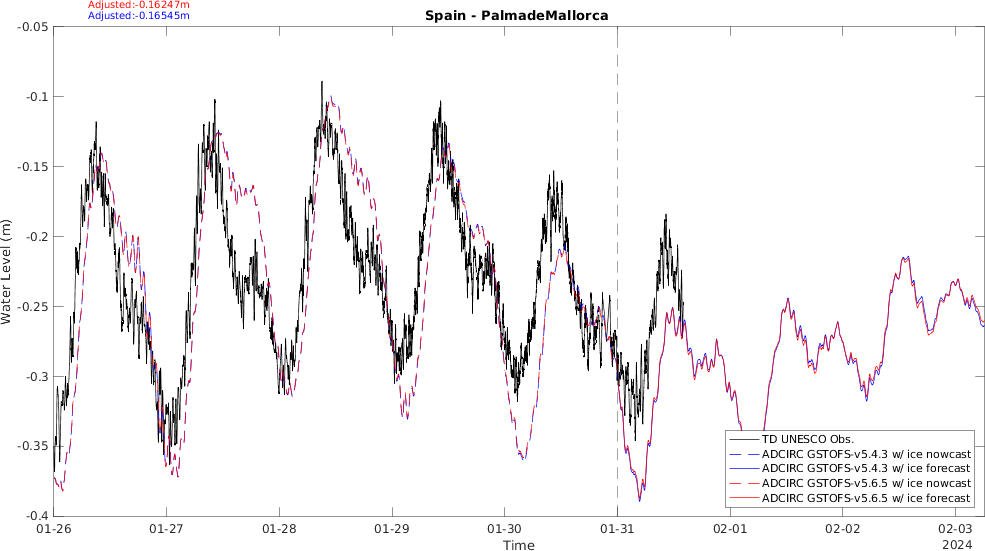 Adjusted:-0.16247m
Adjusted:-0.16545m
Spain - PalmadeMallorca
-0.05
-0.1
-0.15
-0.2
-0.25
-0.3
-0.35
-0.4
Water Level (m)
TD UNESCO Obs.
ADCIRC GSTOFS-v5.4.3 w/ ice nowcast
ADCIRC GSTOFS-v5.4.3 w/ ice forecast
ADCIRC GSTOFS-v5.6.5 w/ ice nowcast
ADCIRC GSTOFS-v5.6.5 w/ ice forecast
01-26 01-27 01-28 01-29 01-30 01-31 02-01 02-02 02-03
Time
2024